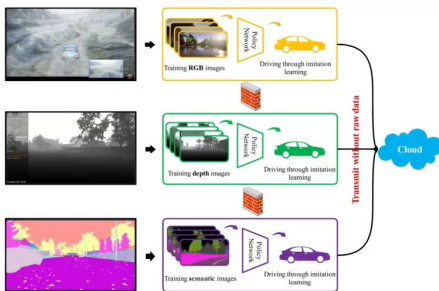 Training RGB images
Policy
Network
Driving through imitation
learning
Training depth images
Policy
Network
Driving through imitation
learning
Training semantic images
Policy
Network
Driving through imitation
learning
Transmit without raw data
Cloud